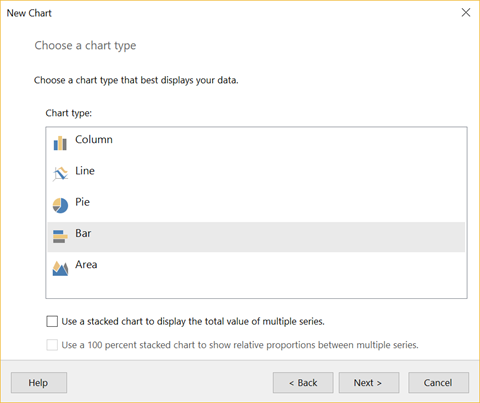 New Chart
Choose a chart type
Choose a chart type that best displays your data.
Chart type:
Column
Line
Pie
Bar
Area
Use a stacked chart to display the total value of multiple series.
Use a 100 percent stacked chart to show relative proportions between multiple series.
Help
< Back
Next >
Cancel